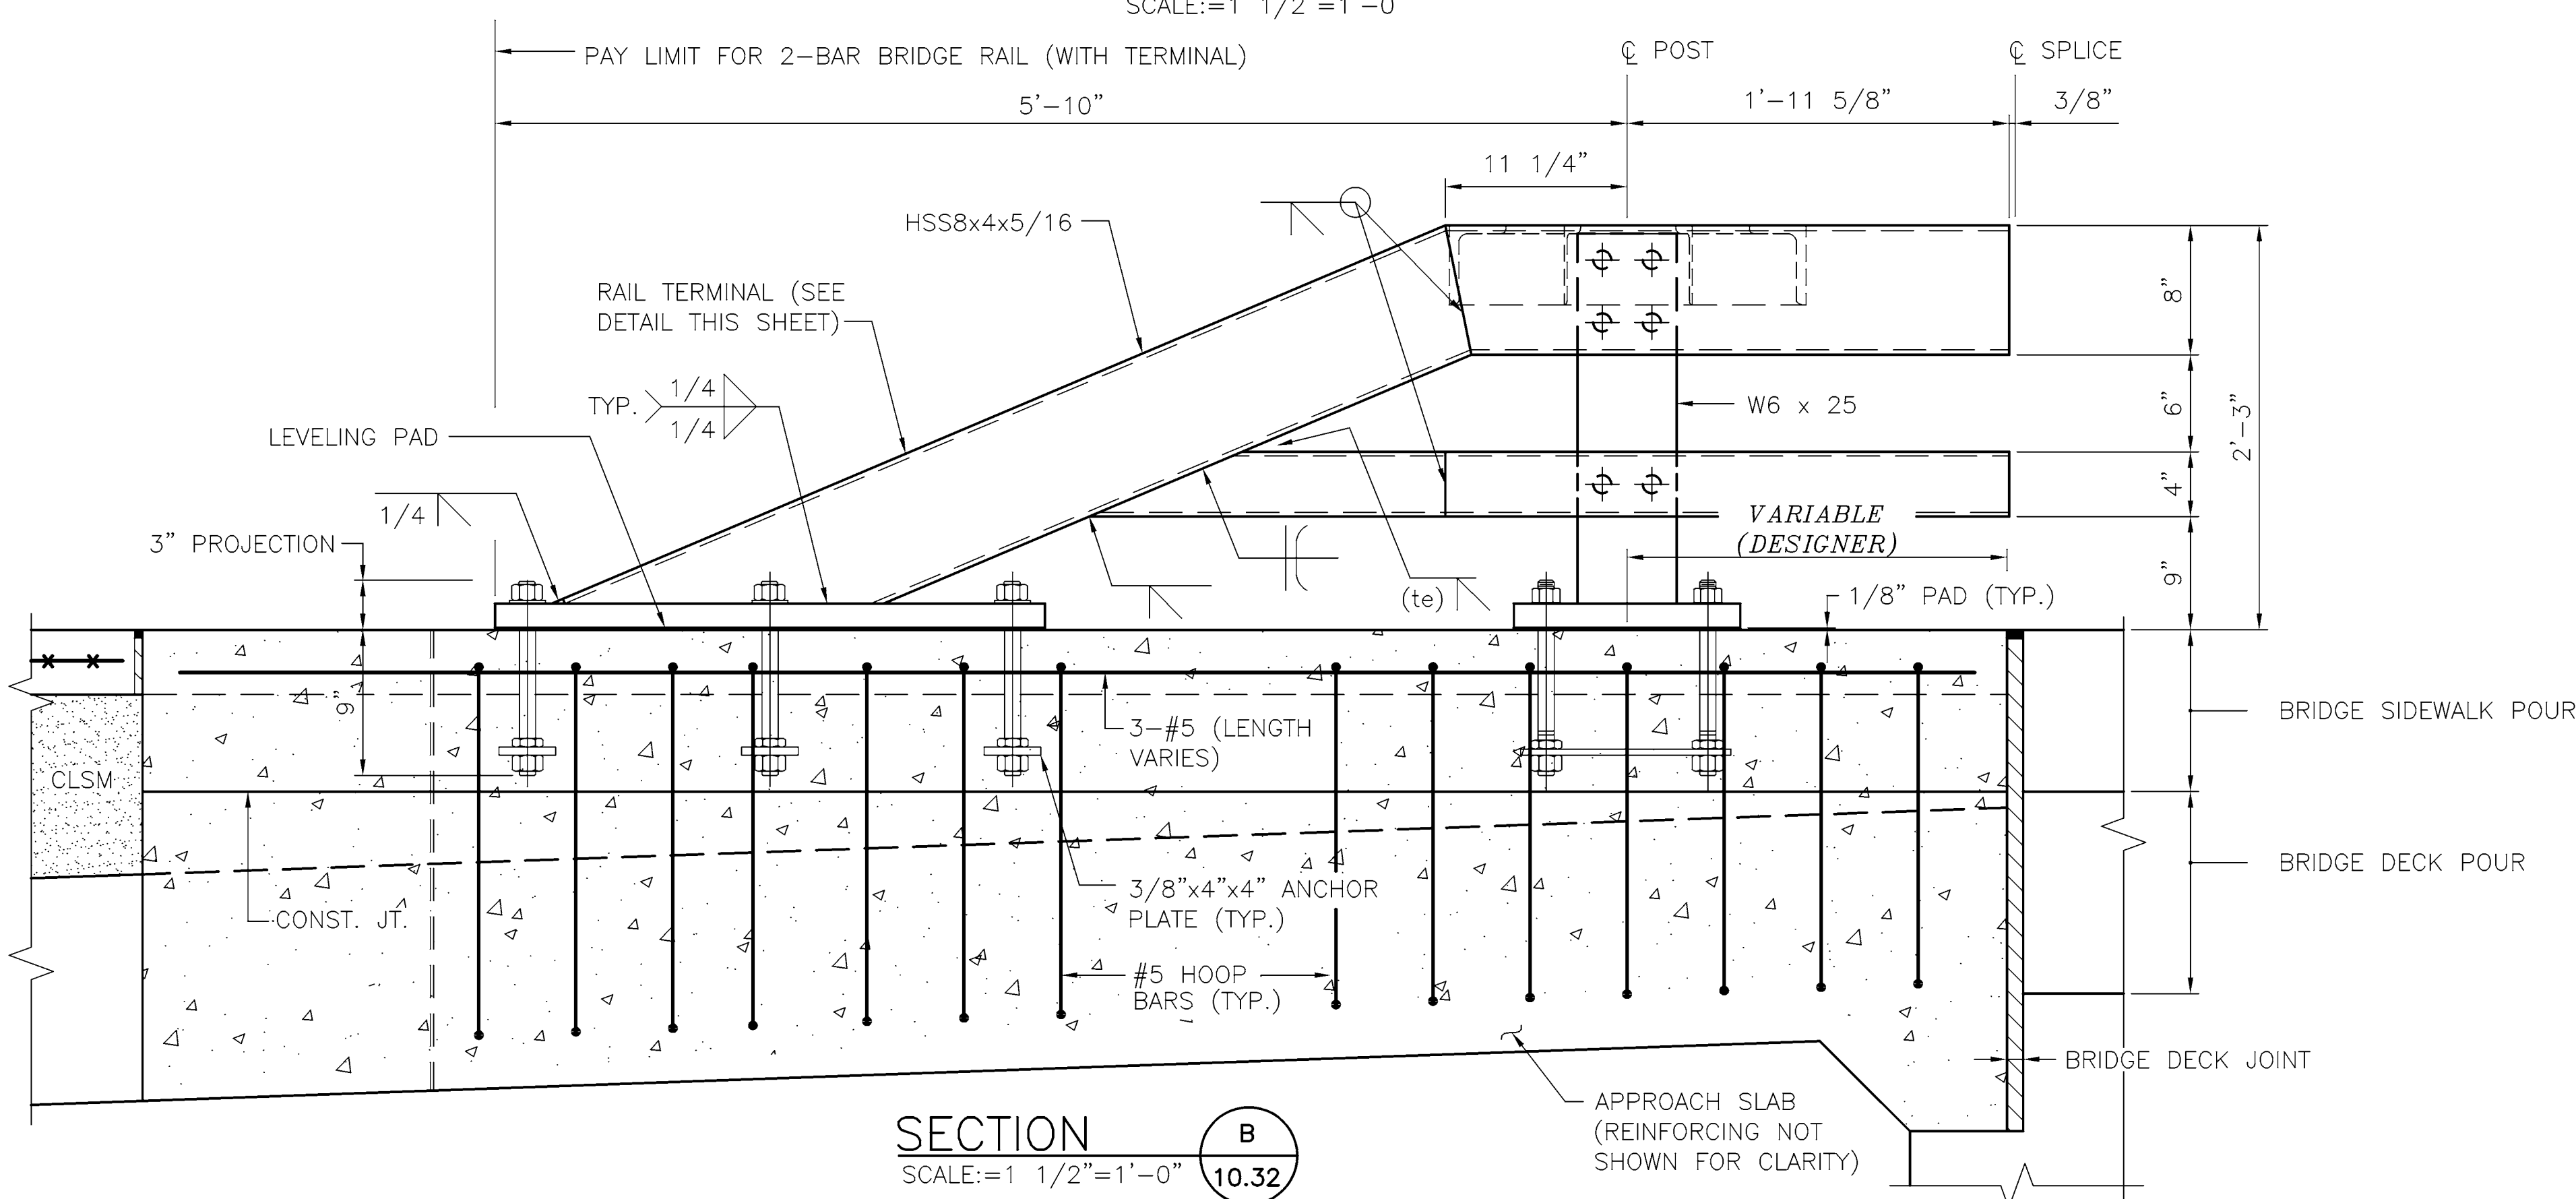 SCALE:=1 1/2"=1'-0"
PAY LIMIT FOR 2-BAR BRIDGE RAIL (WITH TERMINAL)
℄ POST
℄ SPLICE
5'-10"
1'-11 5/8"
3/8"
11 1/4"
HSS8x4x5/16
RAIL TERMINAL (SEE
DETAIL THIS SHEET)
8"
TYP.
1/4
1/4
W6 x 25
6"
2'-3"
LEVELING PAD
4"
1/4
VARIABLE
(DESIGNER)
3" PROJECTION
9"
(te)
1/8" PAD (TYP.)
9"
3-#5 (LENGTH
VARIES)
BRIDGE SIDEWALK POUR
CLSM
BRIDGE DECK POUR
3/8"x4"x4" ANCHOR
PLATE (TYP.)
CONST. JT.
#5 HOOP
BARS (TYP.)
BRIDGE DECK JOINT
APPROACH SLAB
(REINFORCING NOT
SHOWN FOR CLARITY)
SECTION
B
SCALE:=1 1/2"=1'-0"
10.32